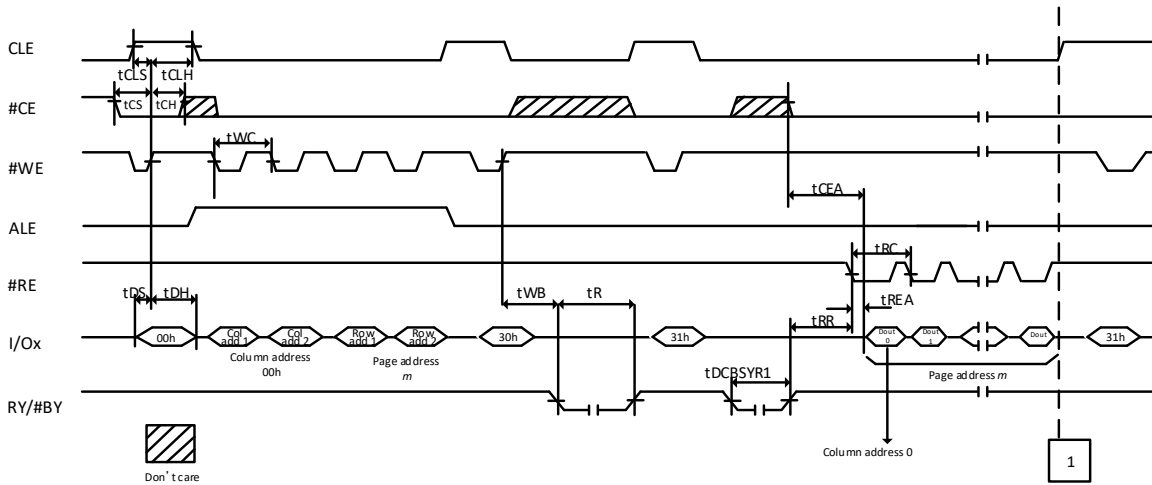 CLE
tCLS tCLH
#CE
tCS tCH
tWC
#WE
tCEA
ALE
tRC
#RE
tDS tDH tWB tR tREA
tRR
I/Ox
00h Col add 1 Col add 2 Row add 1 Row add 2 30h 31h Dout 0 Dout 1 Dout 31h
Column address
00h
Page address
m
Page address m
tDCBSYR1
RY/#BY
Column address 0
1
Don't care